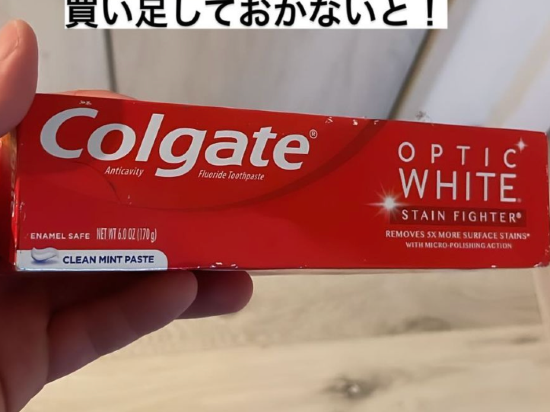 買い足しておかないと！
Colgate®
Anticavity Fluoride Toothpaste
OPTIC
WHITE®
STAIN FIGHTER®
REMOVES 5X MORE SURFACE STAINS*
WITH MICRO-POLISHING ACTION
ENAMEL SAFE NET WT 6.0 OZ (170 g)
CLEAN MINT PASTE